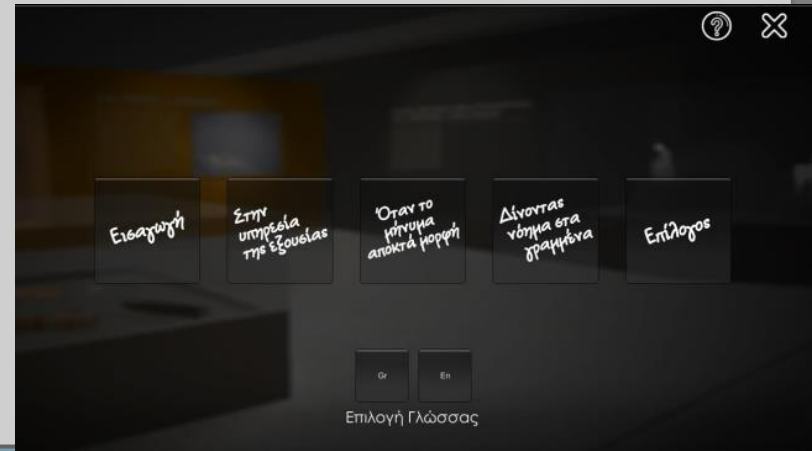 Εισαγωγή
Στην
υπηρεσία
της εξουσίας
Όταν το
μήνυμα
αποκτά μορφή
Δίνοντας
νόημα στα
γραμμένα
Επίλογος
Gr
En
Επιλογή Γλώσσας